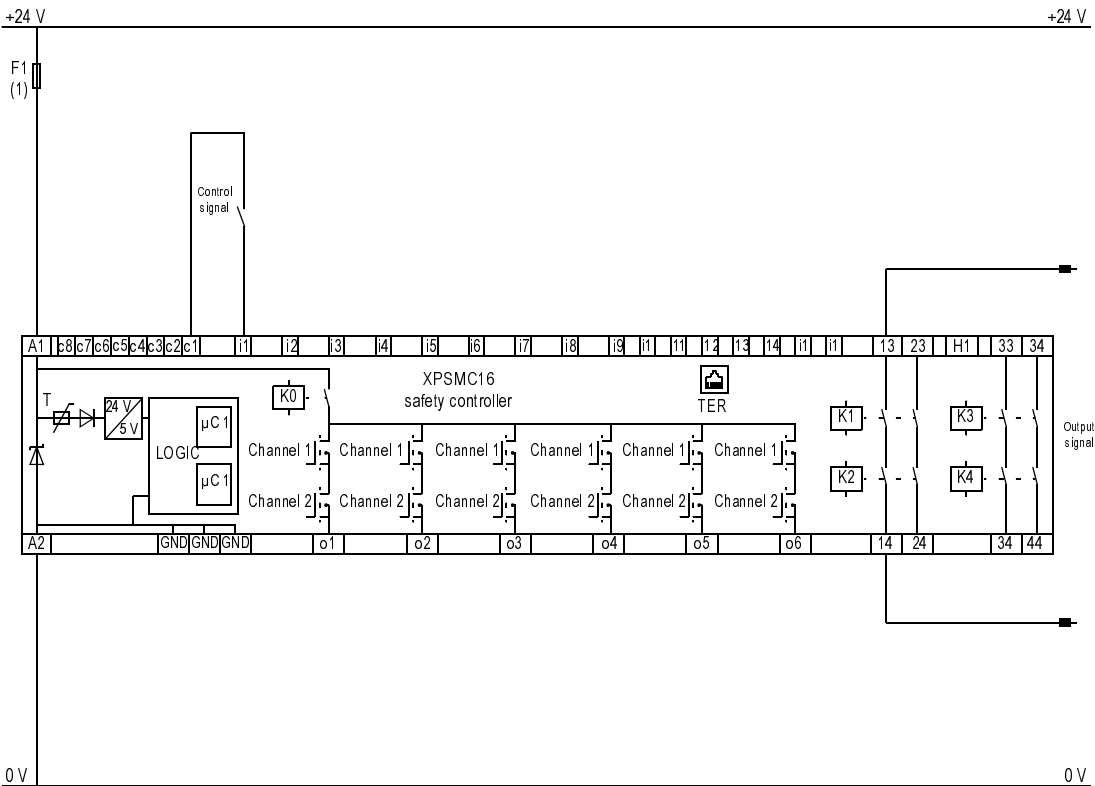 +24 V +24 V
F1
(1)
Control
signal
A1 c8 c7 c6 c5 c4 c3 c2 c1 i1 i2 i3 i4 i5 i6 i7 i8 i9 i1 11 12 13 14 i1 i1 13 23 H1 33 34
T 24 V
5 V
LOGIC
µC 1
µC 1
K0
XPSMC16
safety controller
TER
K1 K3
K2 K4
Output
signal
Channel 1 Channel 1 Channel 1 Channel 1 Channel 1 Channel 1
Channel 2 Channel 2 Channel 2 Channel 2 Channel 2 Channel 2
A2 GND GND GND o1 o2 o3 o4 o5 o6 14 24 34 44
0 V 0 V